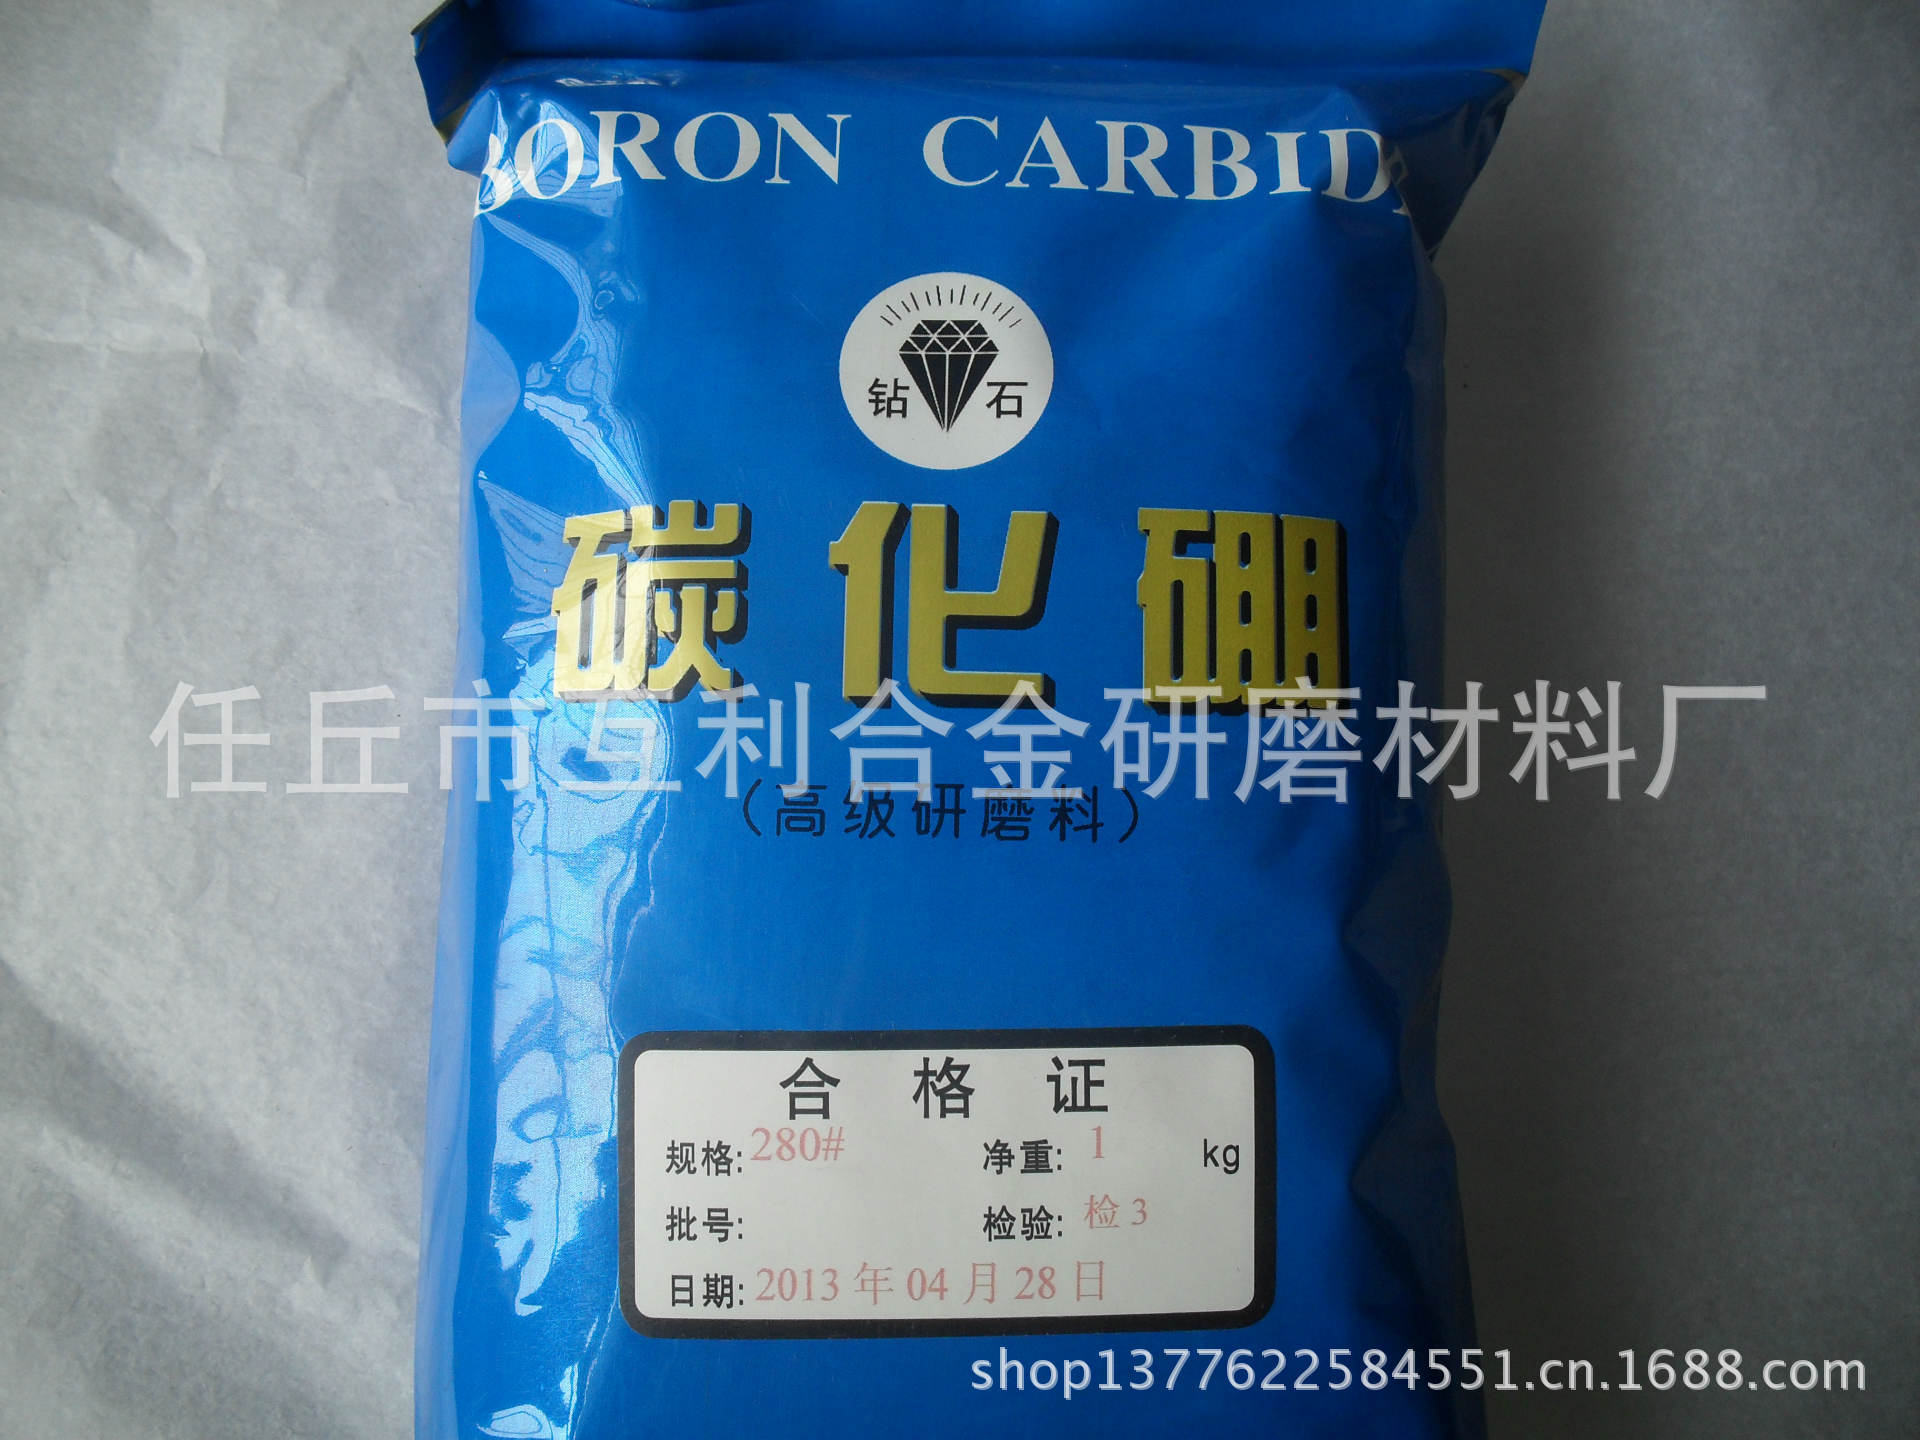 BORON CARBIDE
钻石
碳化硼
任丘市互利合金研磨材料厂
(高级研磨料)
合格证
规格: 280# 净重: 1 kg
批号: 检验: 检3
日期: 2013年04月28日
shop1377622584551.cn.1688.com